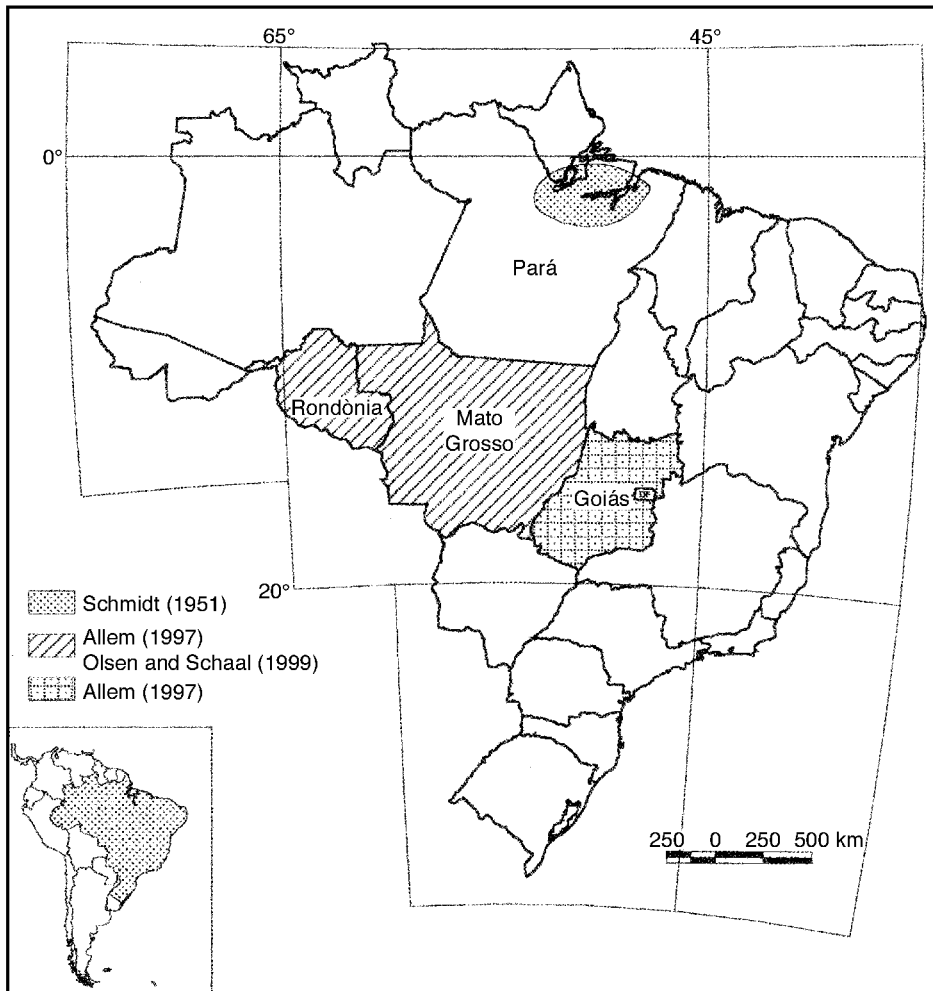 65°
45°
0°
Pará
Rondònia
Mato
Grosso
Goiás
DF
20°
Schmidt (1951)
Allem (1997)
Olsen and Schaal (1999)
Allem (1997)
250 0 250 500 km